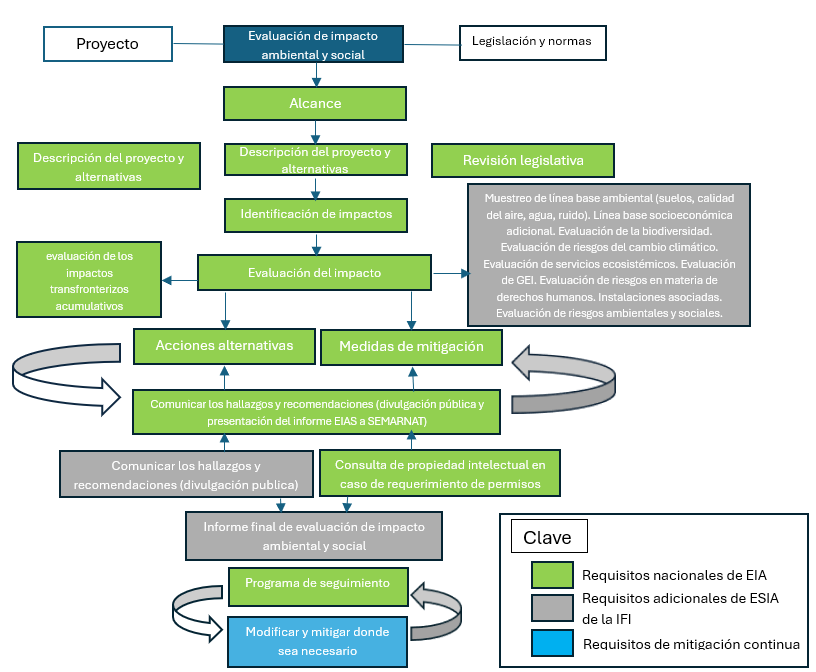 Proyecto
Evaluación de impacto
ambiental y social
Legislación y normas
Alcance
Descripción del proyecto y
alternativas
Descripción del proyecto y
alternativas
Revisión legislativa
Identificación de impactos
Muestreo de línea base ambiental (suelos, calidad
del aire, agua, ruido). Línea base socioeconómica
adicional. Evaluación de la biodiversidad.
Evaluación de riesgos del cambio climático.
Evaluación de servicios ecosistémicos. Evaluación
de GEI. Evaluación de riesgos en materia de
derechos humanos. Instalaciones asociadas.
Evaluación de riesgos ambientales y sociales.
evaluación de los
impactos
transfronterizos
acumulativos
Evaluación del impacto
Acciones alternativas
Medidas de mitigación
Comunicar los hallazgos y recomendaciones (divulgación pública y
presentación del informe EIAS a SEMARNAT)
Comunicar los hallazgos y
recomendaciones (divulgación publica)
Consulta de propiedad intelectual en
caso de requerimiento de permisos
Informe final de evaluación de impacto
ambiental y social
Programa de seguimiento
Modificar y mitigar donde
sea necesario
Clave
Requisitos nacionales de EIA
Requisitos adicionales de ESIA
de la IFI
Requisitos de mitigación continua